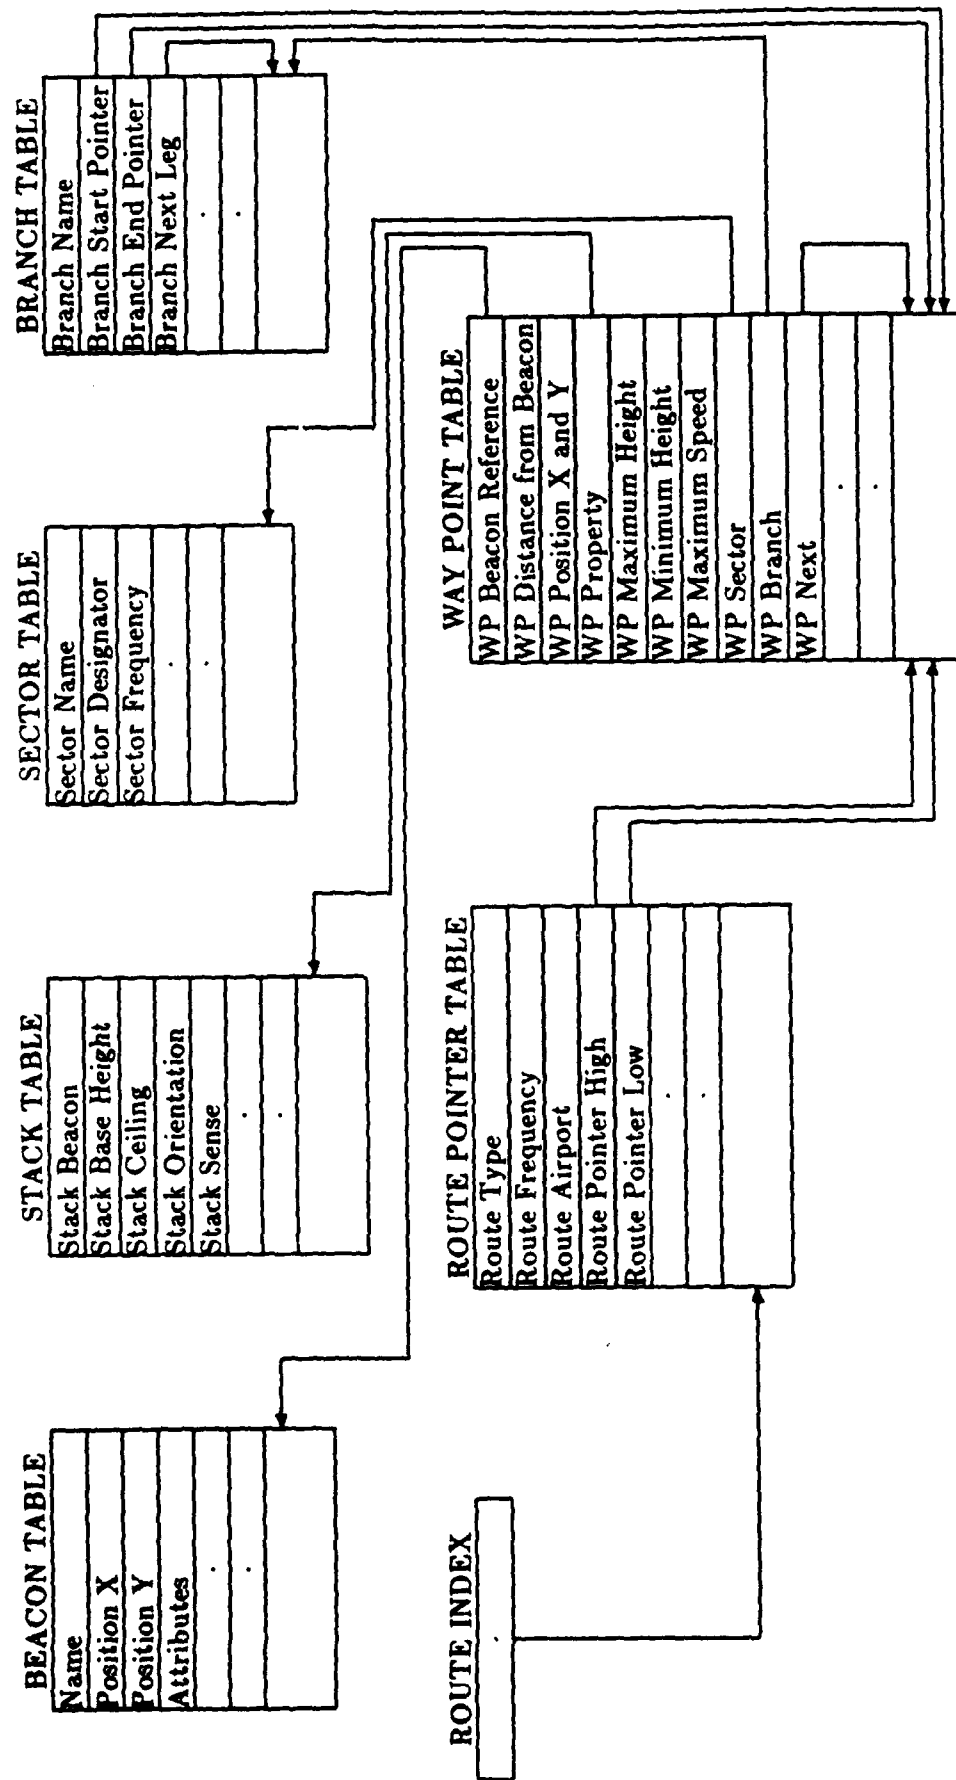 BEACON TABLE
Name
Position X
Position Y
Attributes
STACK TABLE
Stack Beacon
Stack Base Height
Stack Ceiling
Stack Orientation
Stack Sense
SECTOR TABLE
Sector Name
Sector Designator
Sector Frequency
BRANCH TABLE
Branch Name
Branch Start Pointer
Branch End Pointer
Branch Next Leg
ROUTE INDEX
ROUTE POINTER TABLE
Route Type
Route Frequency
Route Airport
Route Pointer High
Route Pointer Low
WAY POINT TABLE
WP Beacon Reference
WP Distance from Beacon
WP Position X and Y
WP Property
WP Maximum Height
WP Minimum Height
WP Maximum Speed
WP Sector
WP Branch
WP Next